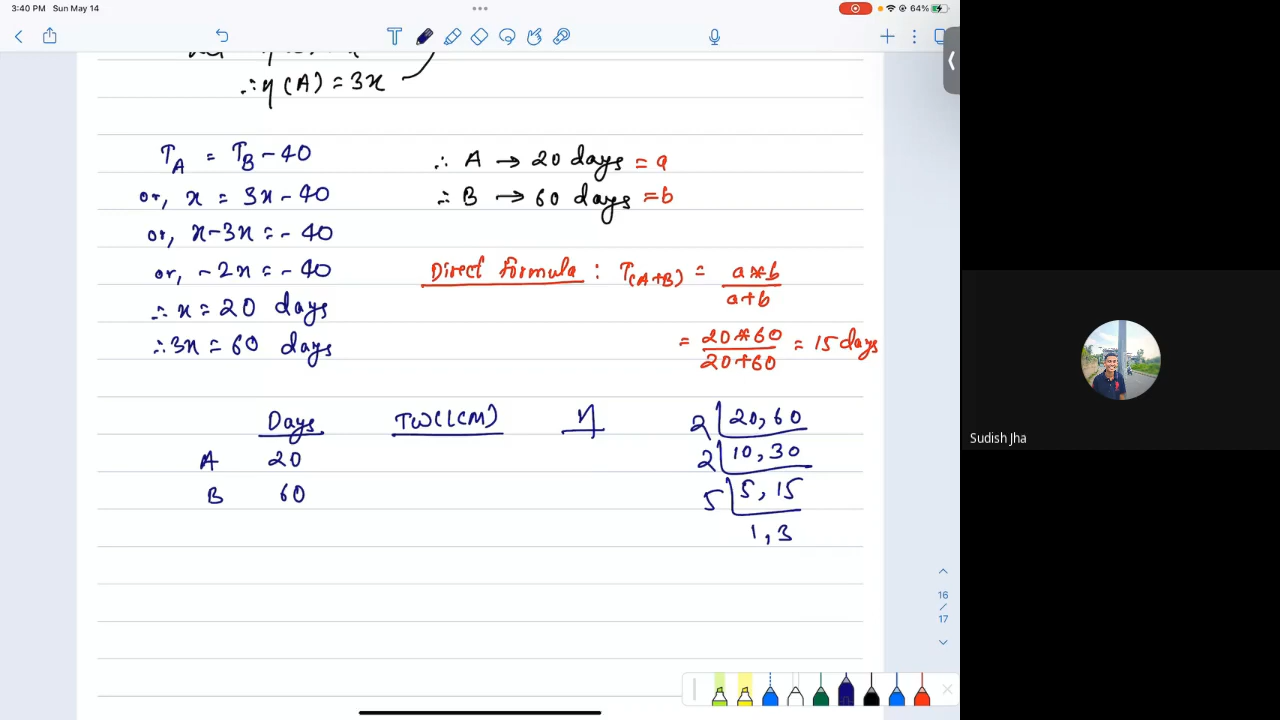 3:40 PM Sun May 14
64%
∴ η(A) = 3x
T_A = T_B - 40
or, x = 3x - 40
or, x - 3x = - 40
or, - 2x = - 40
∴ x = 20 days
∴ 3x = 60 days
∴ A → 20 days = a
∴ B → 60 days = b
Direct Formula : T(A+B) = a*b / a+b
= 20*60 / 20+60 = 15 days
Days TW(LCM) η
A 20
B 60
2 | 20, 60
2 | 10, 30
5 | 5, 15
1, 3
16
/
17
Sudish Jha